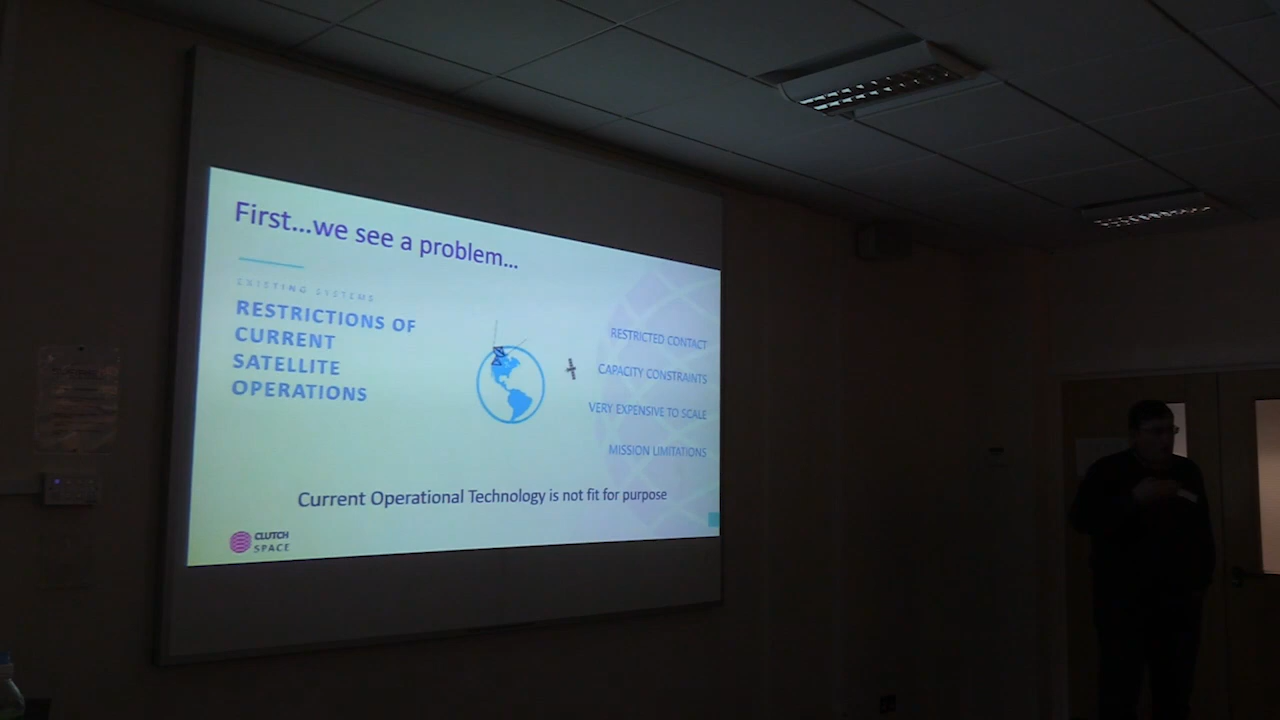 First...we see a problem...
EXISTING SYSTEMS
RESTRICTIONS OF
CURRENT
SATELLITE
OPERATIONS
RESTRICTED CONTACT
CAPACITY CONSTRAINTS
VERY EXPENSIVE TO SCALE
MISSION LIMITATIONS
Current Operational Technology is not fit for purpose
CLUTCH
SPACE